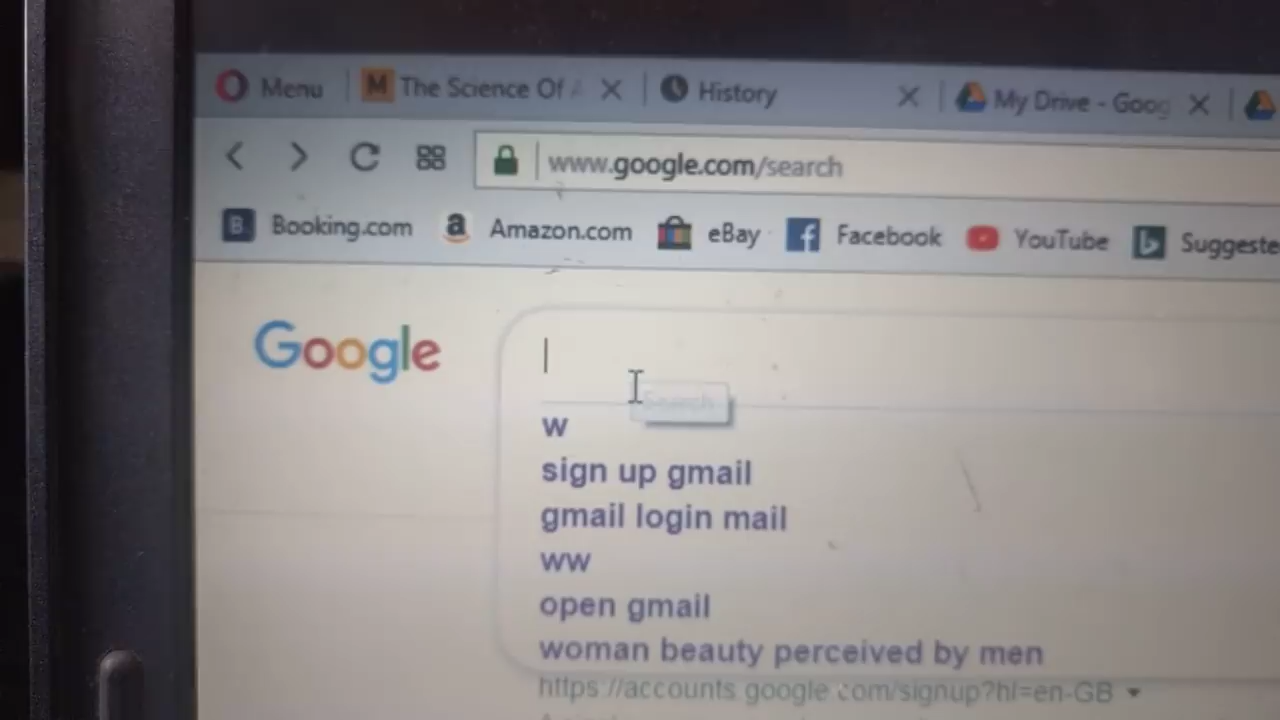 Menu M The Science Of A History My Drive - Goog
www.google.com/search
B. Booking.com a Amazon.com eBay f Facebook YouTube b Suggeste
Google
Search
w
sign up gmail
gmail login mail
ww
open gmail
woman beauty perceived by men
https://accounts.google.com/signup?hl=en-GB